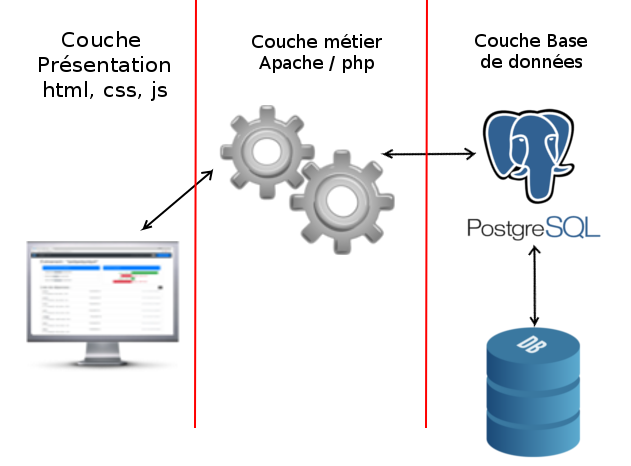 Couche
Présentation
html, css, js
Couche métier
Apache / php
Couche Base
de données
PostgreSQL
DB